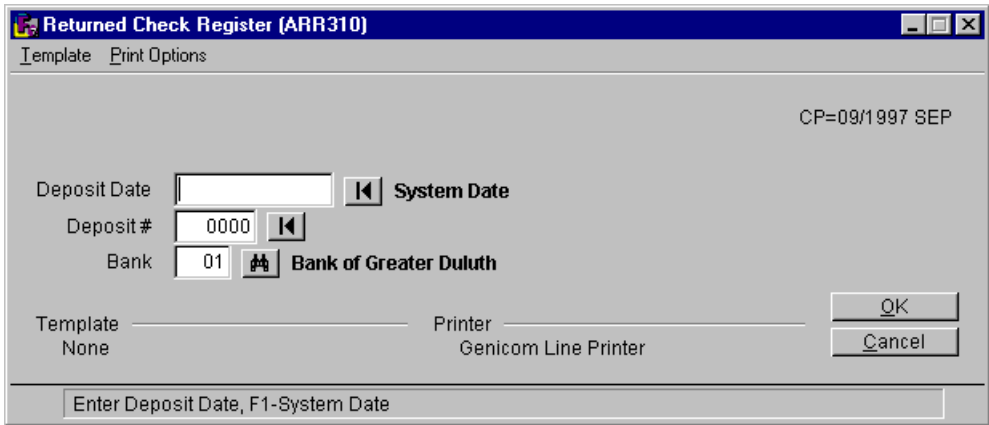 Returned Check Register (ARR310)
Template Print Options
CP=09/1997 SEP
Deposit Date System Date
Deposit # 0000
Bank 01 Bank of Greater Duluth
Template Printer OK
None Genicom Line Printer Cancel
Enter Deposit Date, F1-System Date